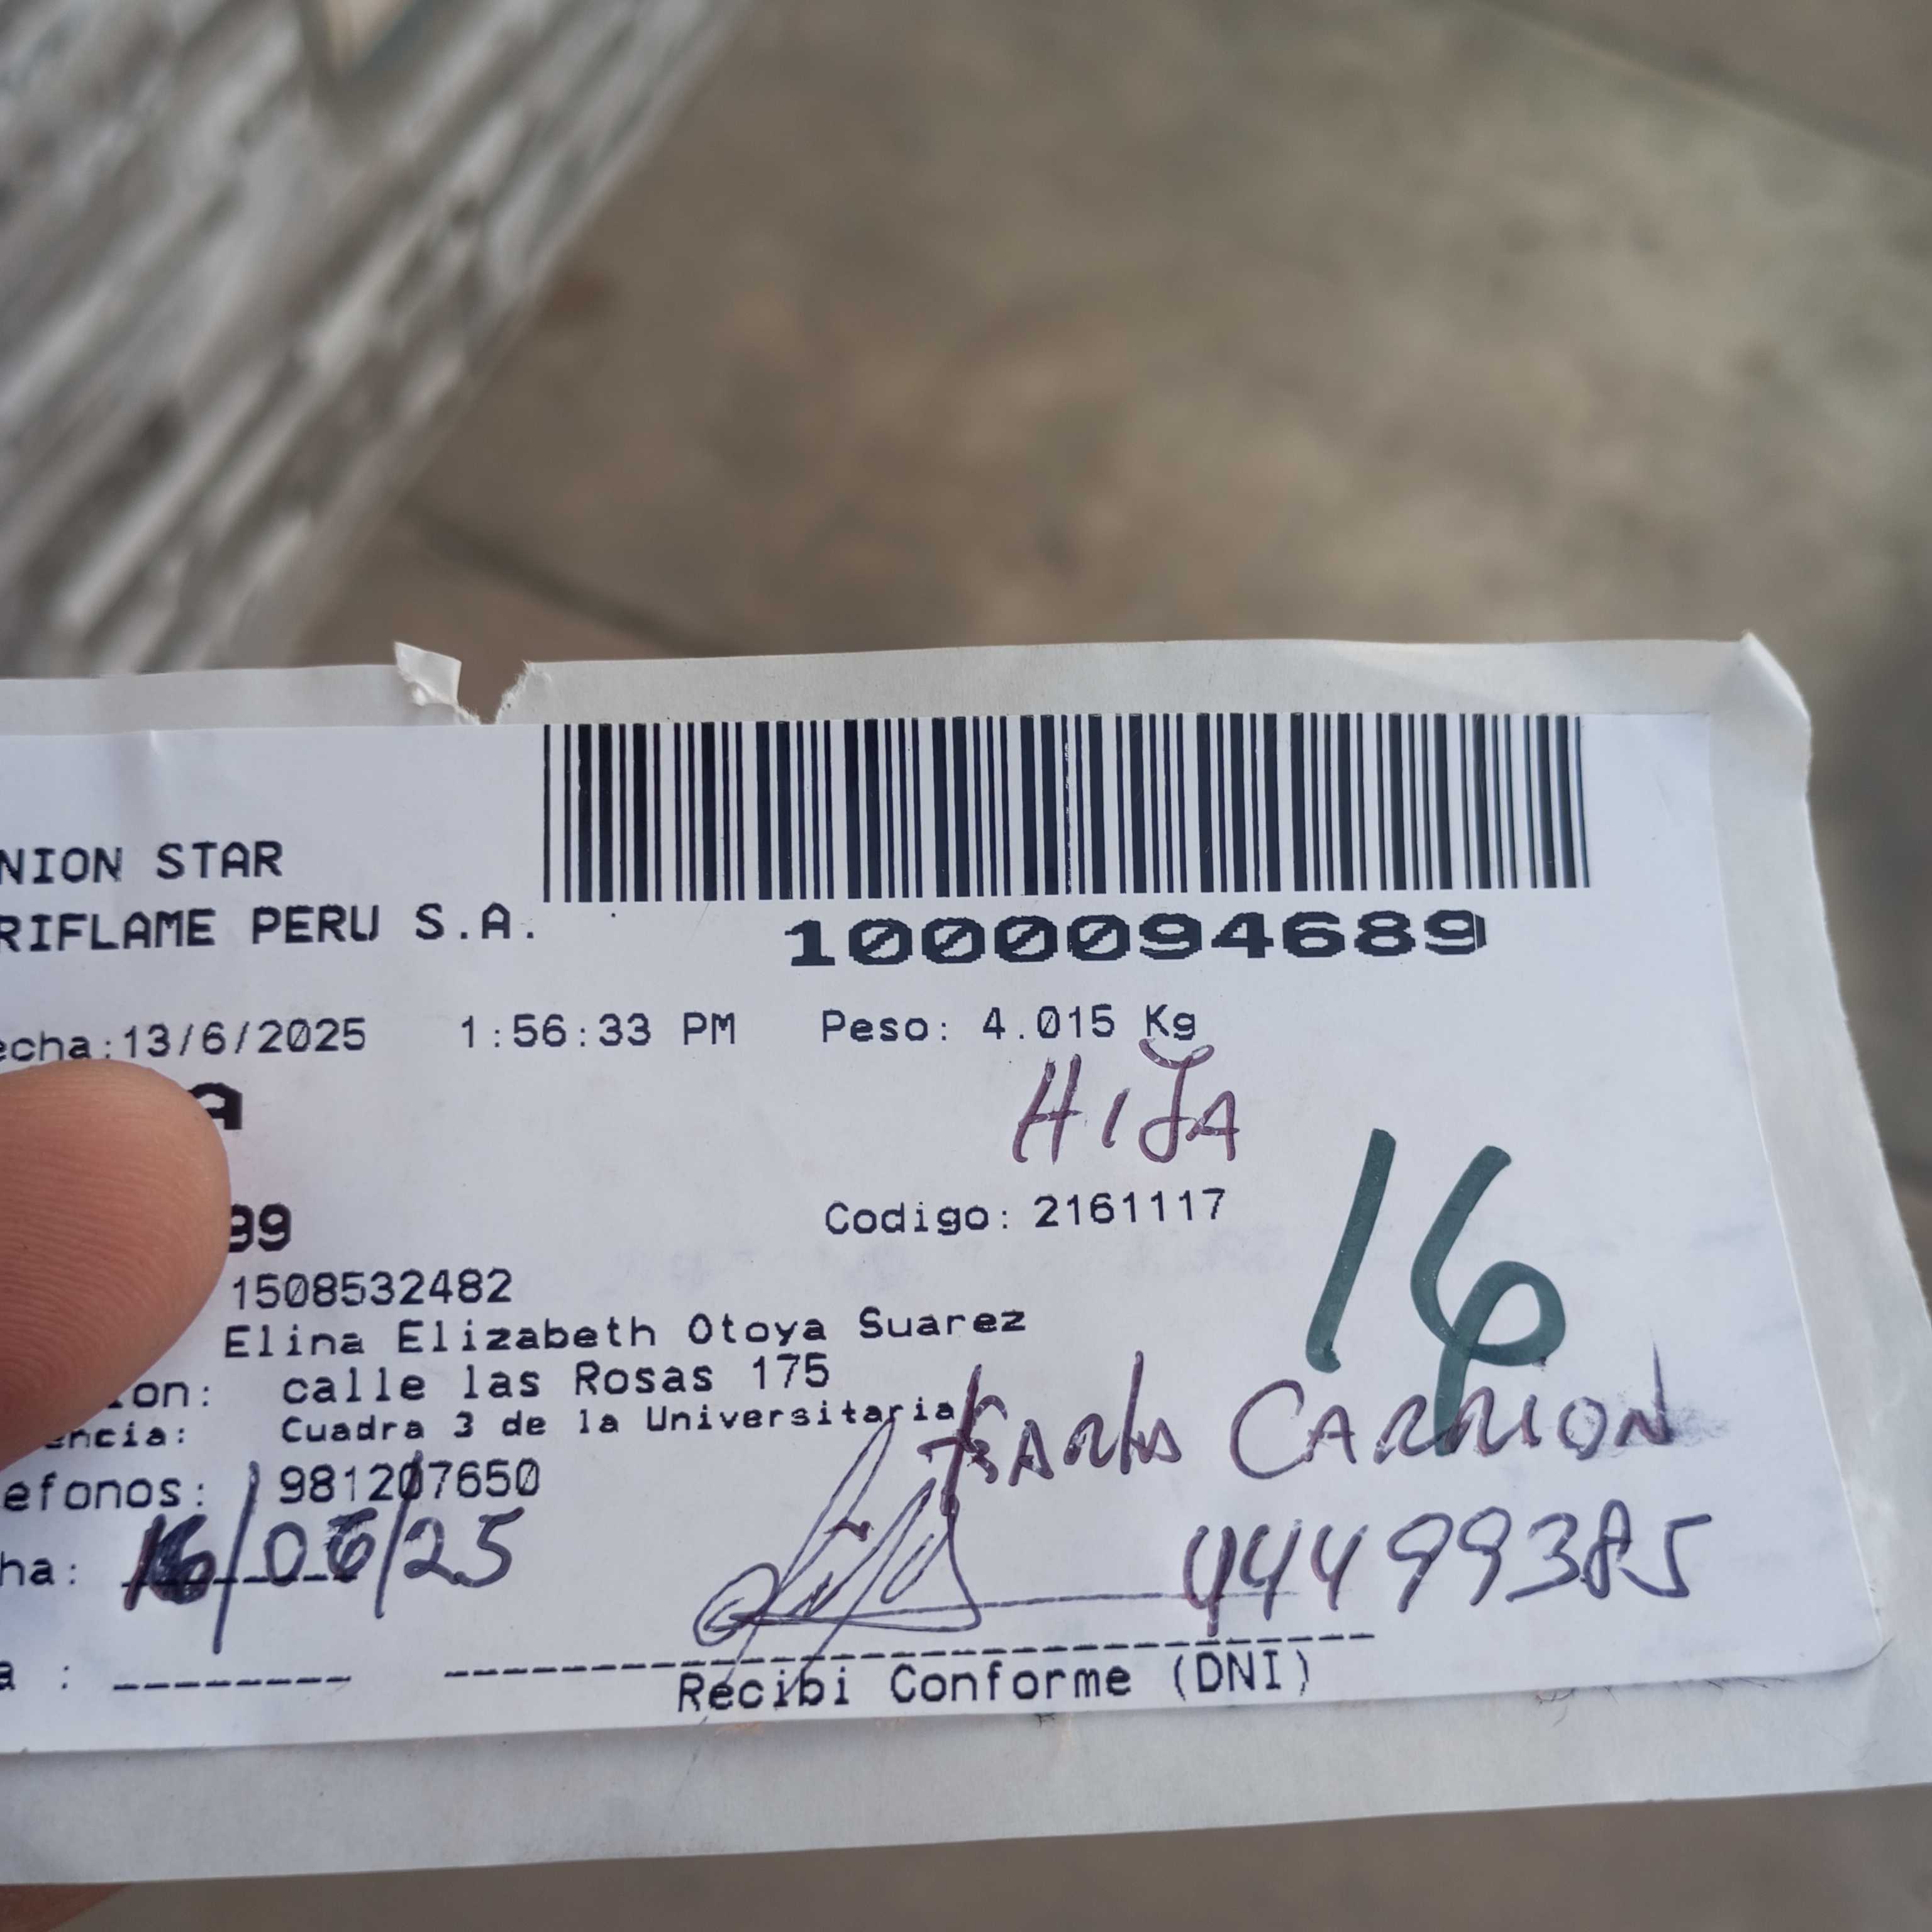 NION STAR
RIFLAME PERU S.A.
1000094689
echa:13/6/2025 1:56:33 PM Peso: 4.015 Kg
A
HIJA
99
Codigo: 2161117
16
1508532482
Elina Elizabeth Otoya Suarez
ion: calle las Rosas 175
encia: Cuadra 3 de la Universitaria
CARRION
efonos: 981207650
ha: 16/06/25
44499385
a :
Recibi Conforme (DNI)